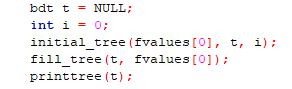 bdt t = NULL;
int i = 0;
initial_tree(fvalues[0], t, i);
fill_tree(t, fvalues[0]);
printtree(t);